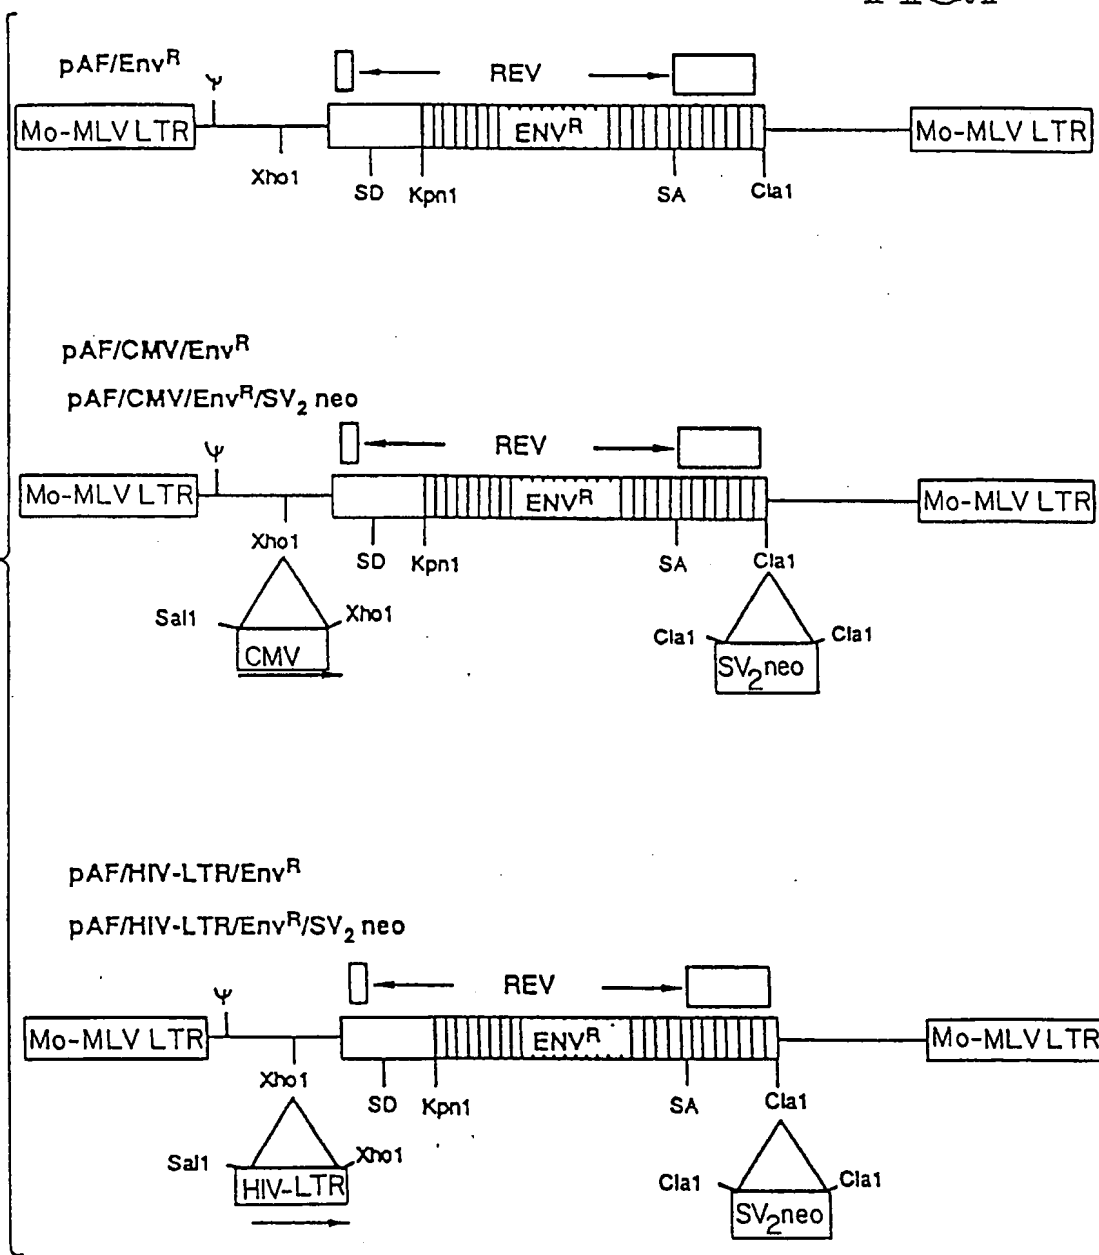 pAF/Env^R
REV
Ψ
Mo-MLV LTR ENV^R Mo-MLV LTR
Xho1 SD Kpn1 SA Cla1
pAF/CMV/Env^R
pAF/CMV/Env^R/SV₂ neo
REV
Ψ
Mo-MLV LTR ENV^R Mo-MLV LTR
Xho1 SD Kpn1 SA Cla1
Sal1 Xho1 Cla1 Cla1
CMV SV₂neo
pAF/HIV-LTR/Env^R
pAF/HIV-LTR/Env^R/SV₂ neo
REV
Ψ
Mo-MLV LTR ENV^R Mo-MLV LTR
Xho1 SD Kpn1 SA Cla1
Sal1 Xho1 Cla1 Cla1
HIV-LTR SV₂neo